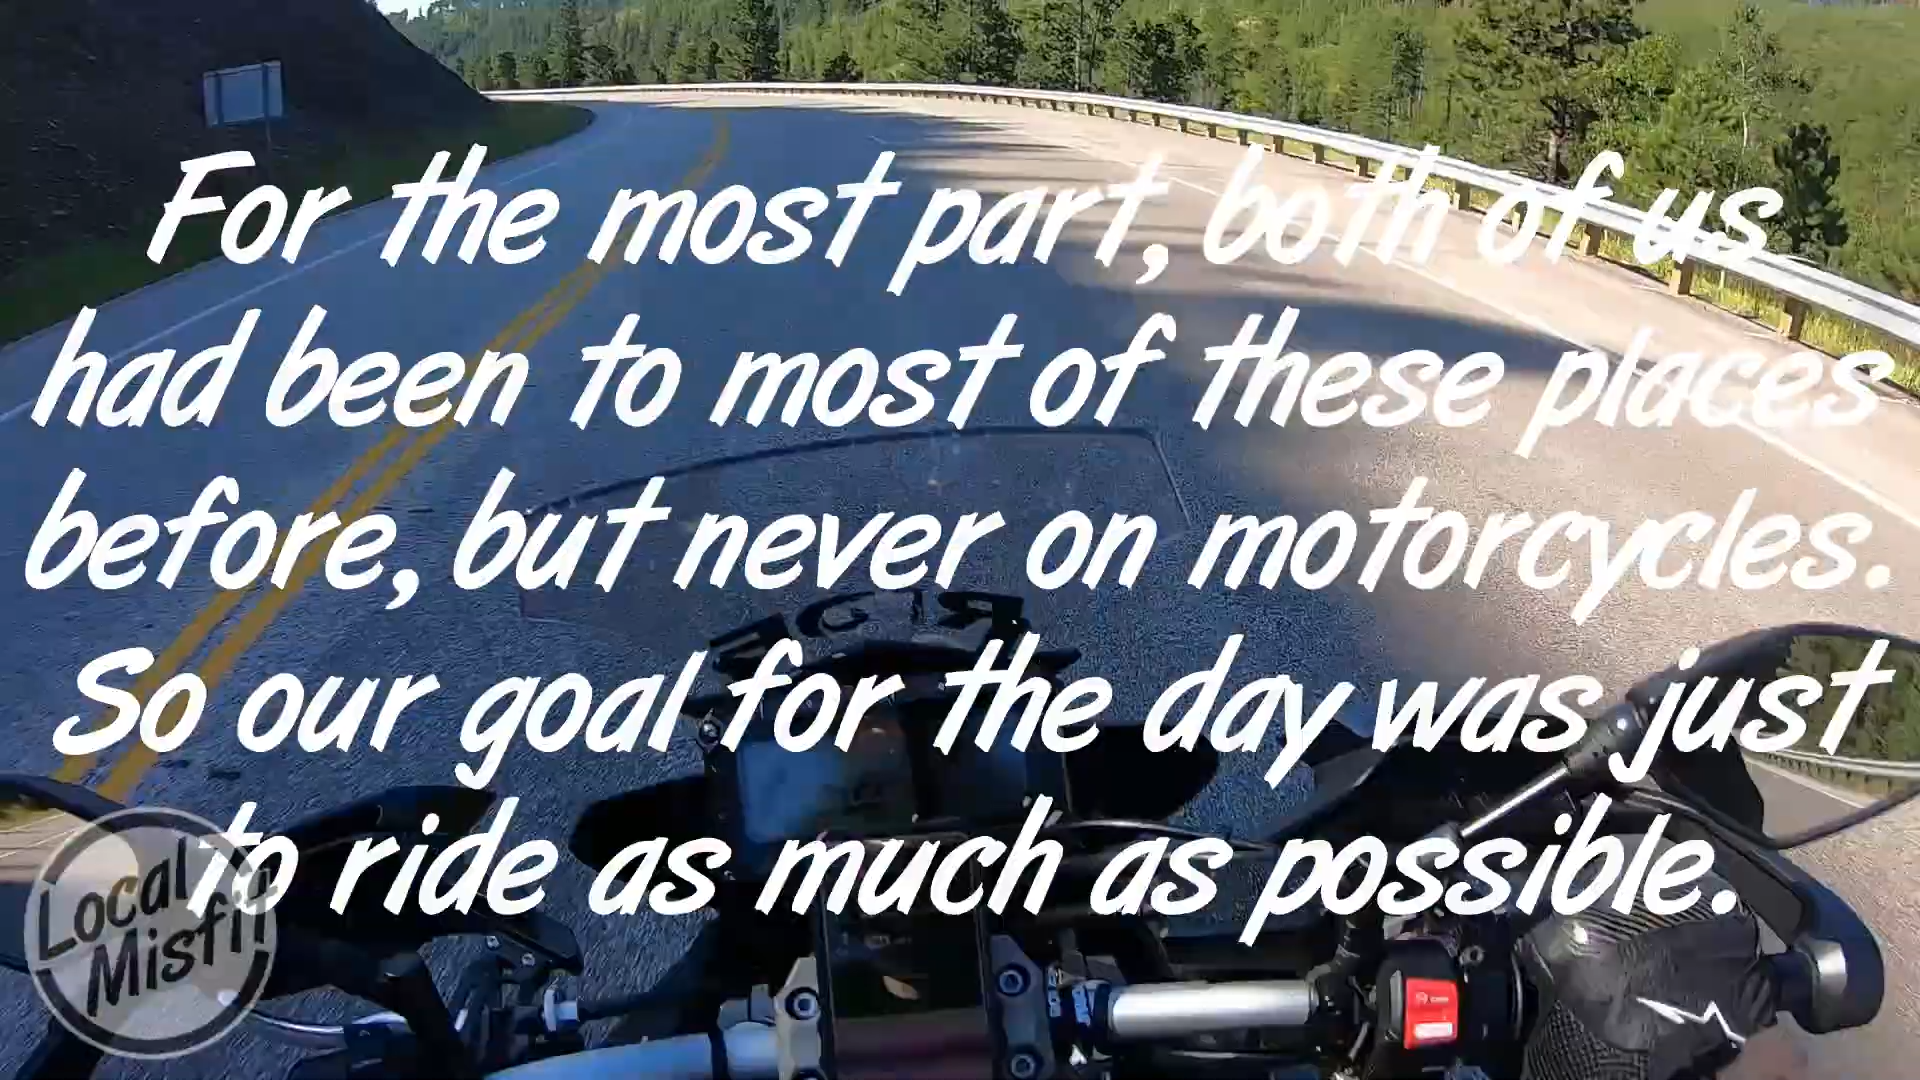 For the most part, both of us
had been to most of these places
before, but never on motorcycles.
So our goal for the day was just
to ride as much as possible.
RIDE
Local
Misfit